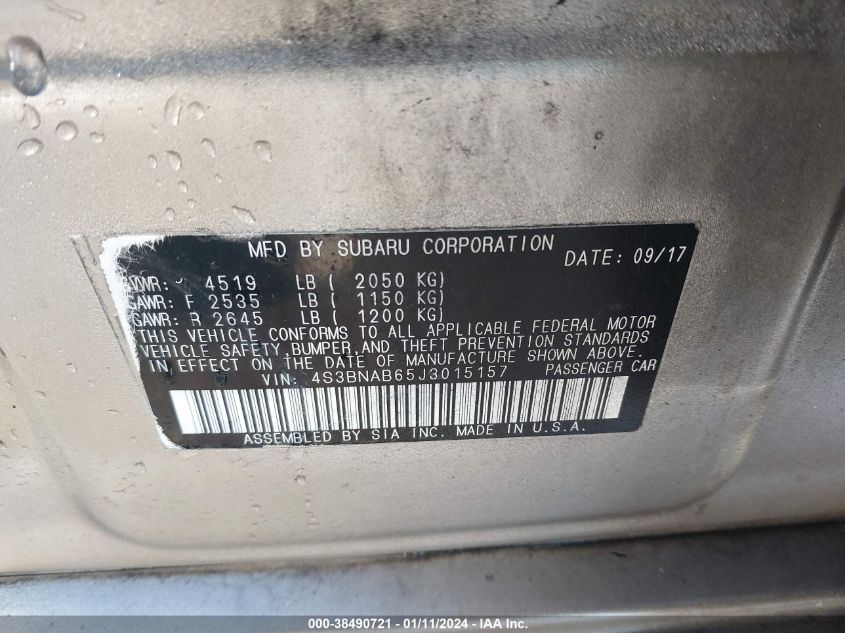 MFD BY SUBARU CORPORATION DATE: 09/17
4519 LB ( 2050 KG)
GAWR: F 2535 LB ( 1150 KG)
GAWR: R 2645 LB ( 1200 KG)
THIS VEHICLE CONFORMS TO ALL APPLICABLE FEDERAL MOTOR
VEHICLE SAFETY, BUMPER, AND THEFT PREVENTION STANDARDS
IN EFFECT ON THE DATE OF MANUFACTURE SHOWN ABOVE.
VIN: 4S3BNAB65J3015157 PASSENGER CAR
ASSEMBLED BY SIA INC. MADE IN U.S.A.
000-38490721 - 01/11/2024 - IAA Inc.